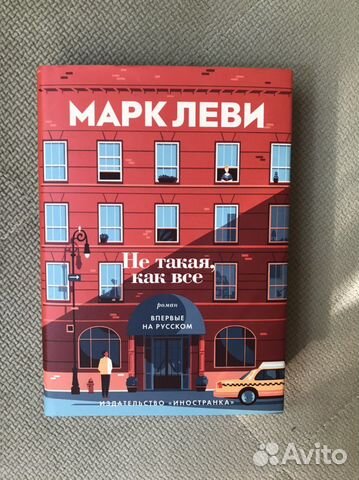 МАРК ЛЕВИ
Не такая,
как все
роман
ВПЕРВЫЕ
НА РУССКОМ
ИЗДАТЕЛЬСТВО «ИНОСТРАНКА»
Avito